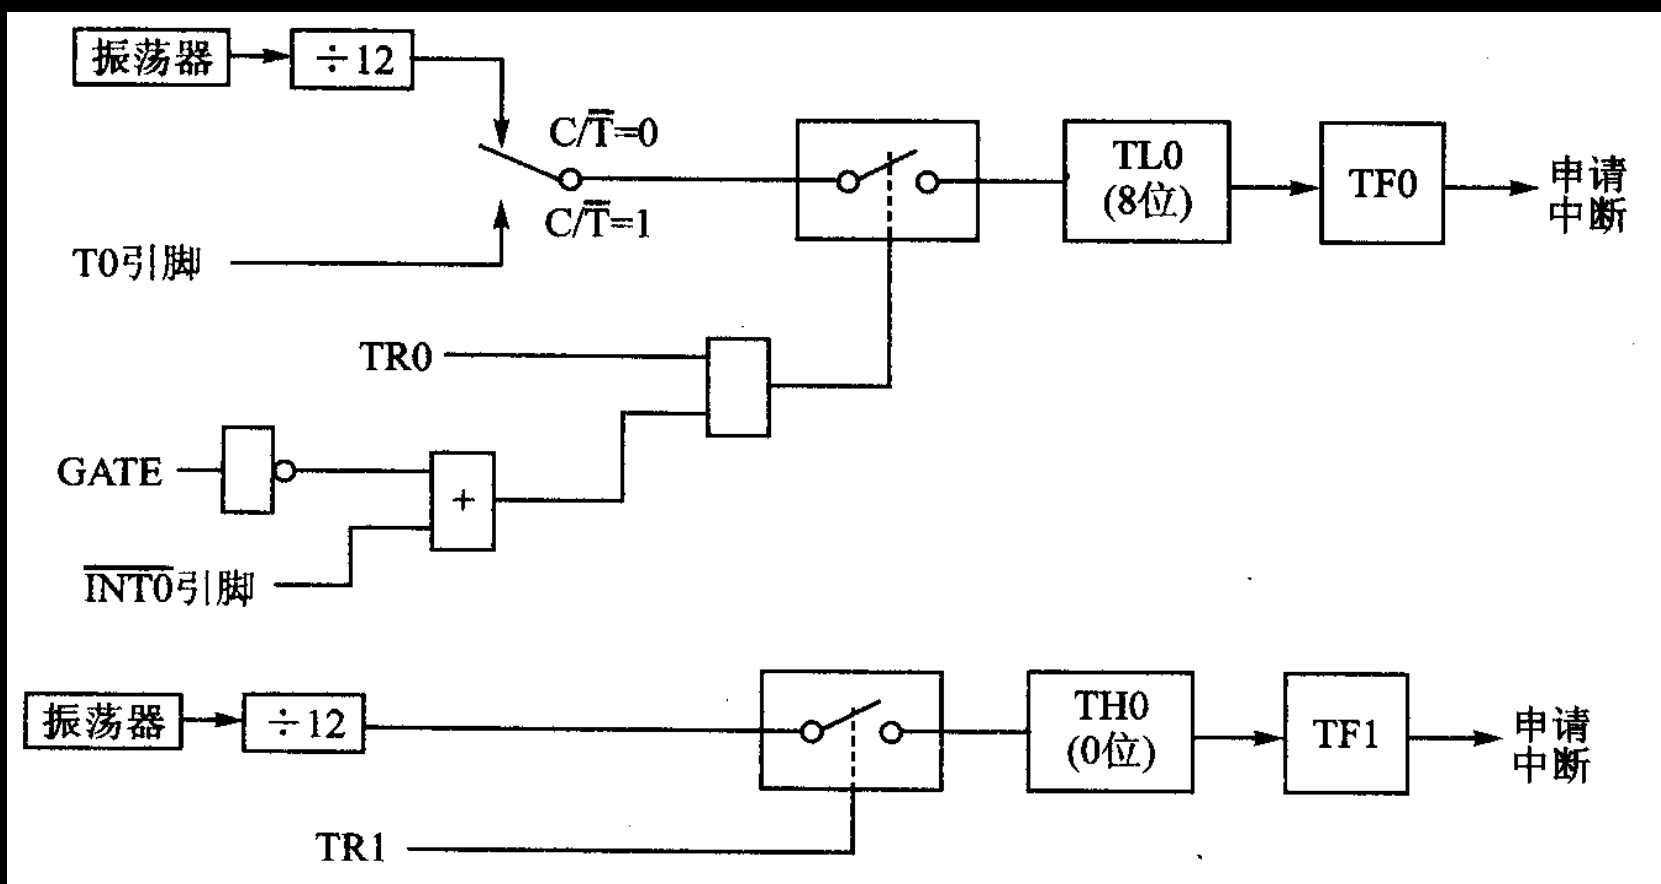 振荡器
÷12
C/T̅=0
C/T̅=1
T0引脚
TL0
(8位)
TF0
申请
中断
TR0
GATE
+
I̅N̅T̅0̅引脚
振荡器
÷12
TH0
(0位)
TF1
申请
中断
TR1